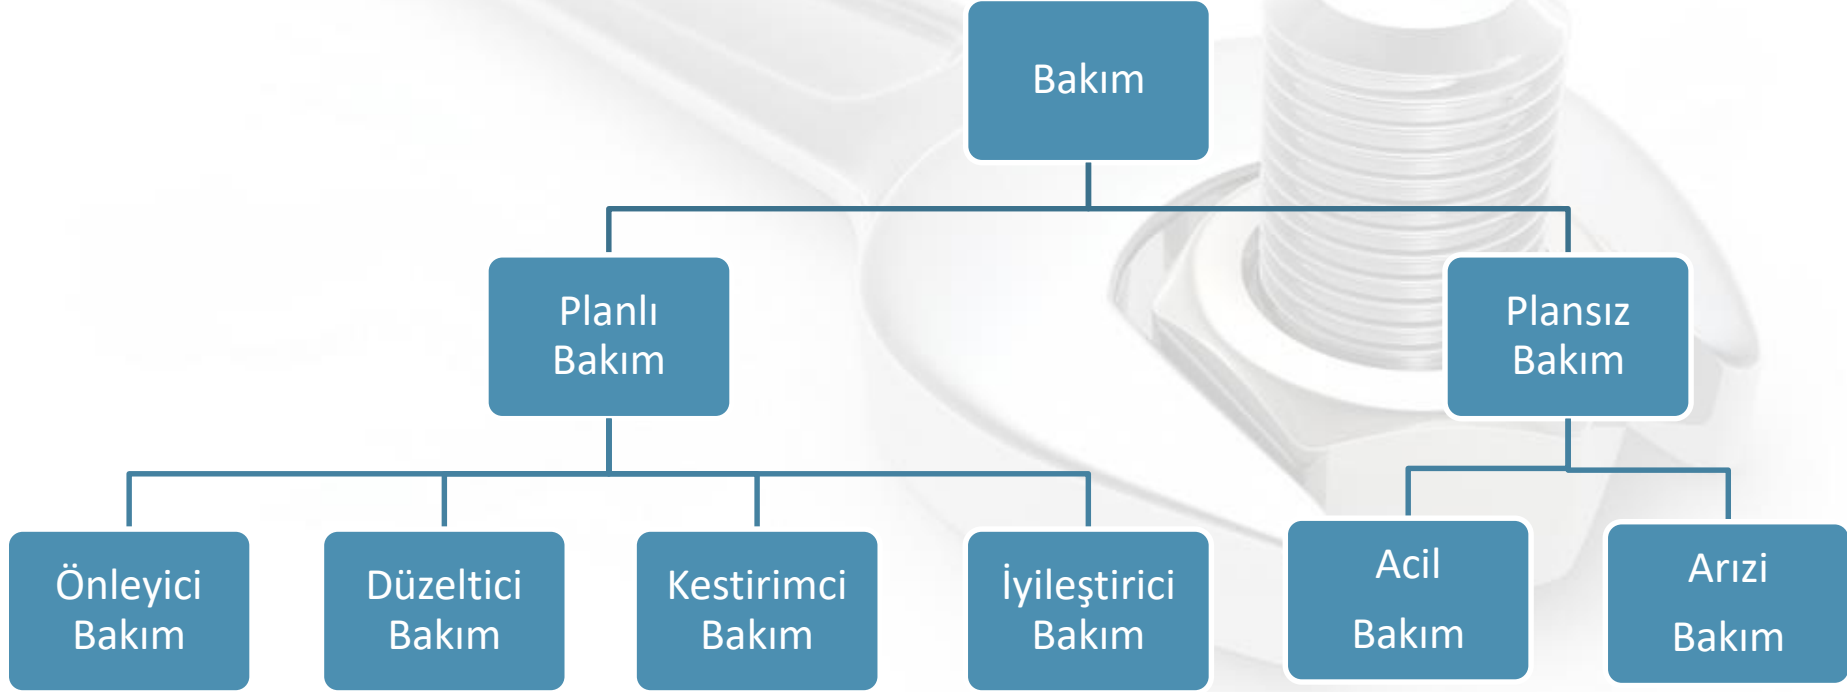 Bakım
Planlı
Bakım
Plansız
Bakım
Önleyici
Bakım
Düzeltici
Bakım
Kestirimci
Bakım
İyileştirici
Bakım
Acil
Bakım
Arızi
Bakım